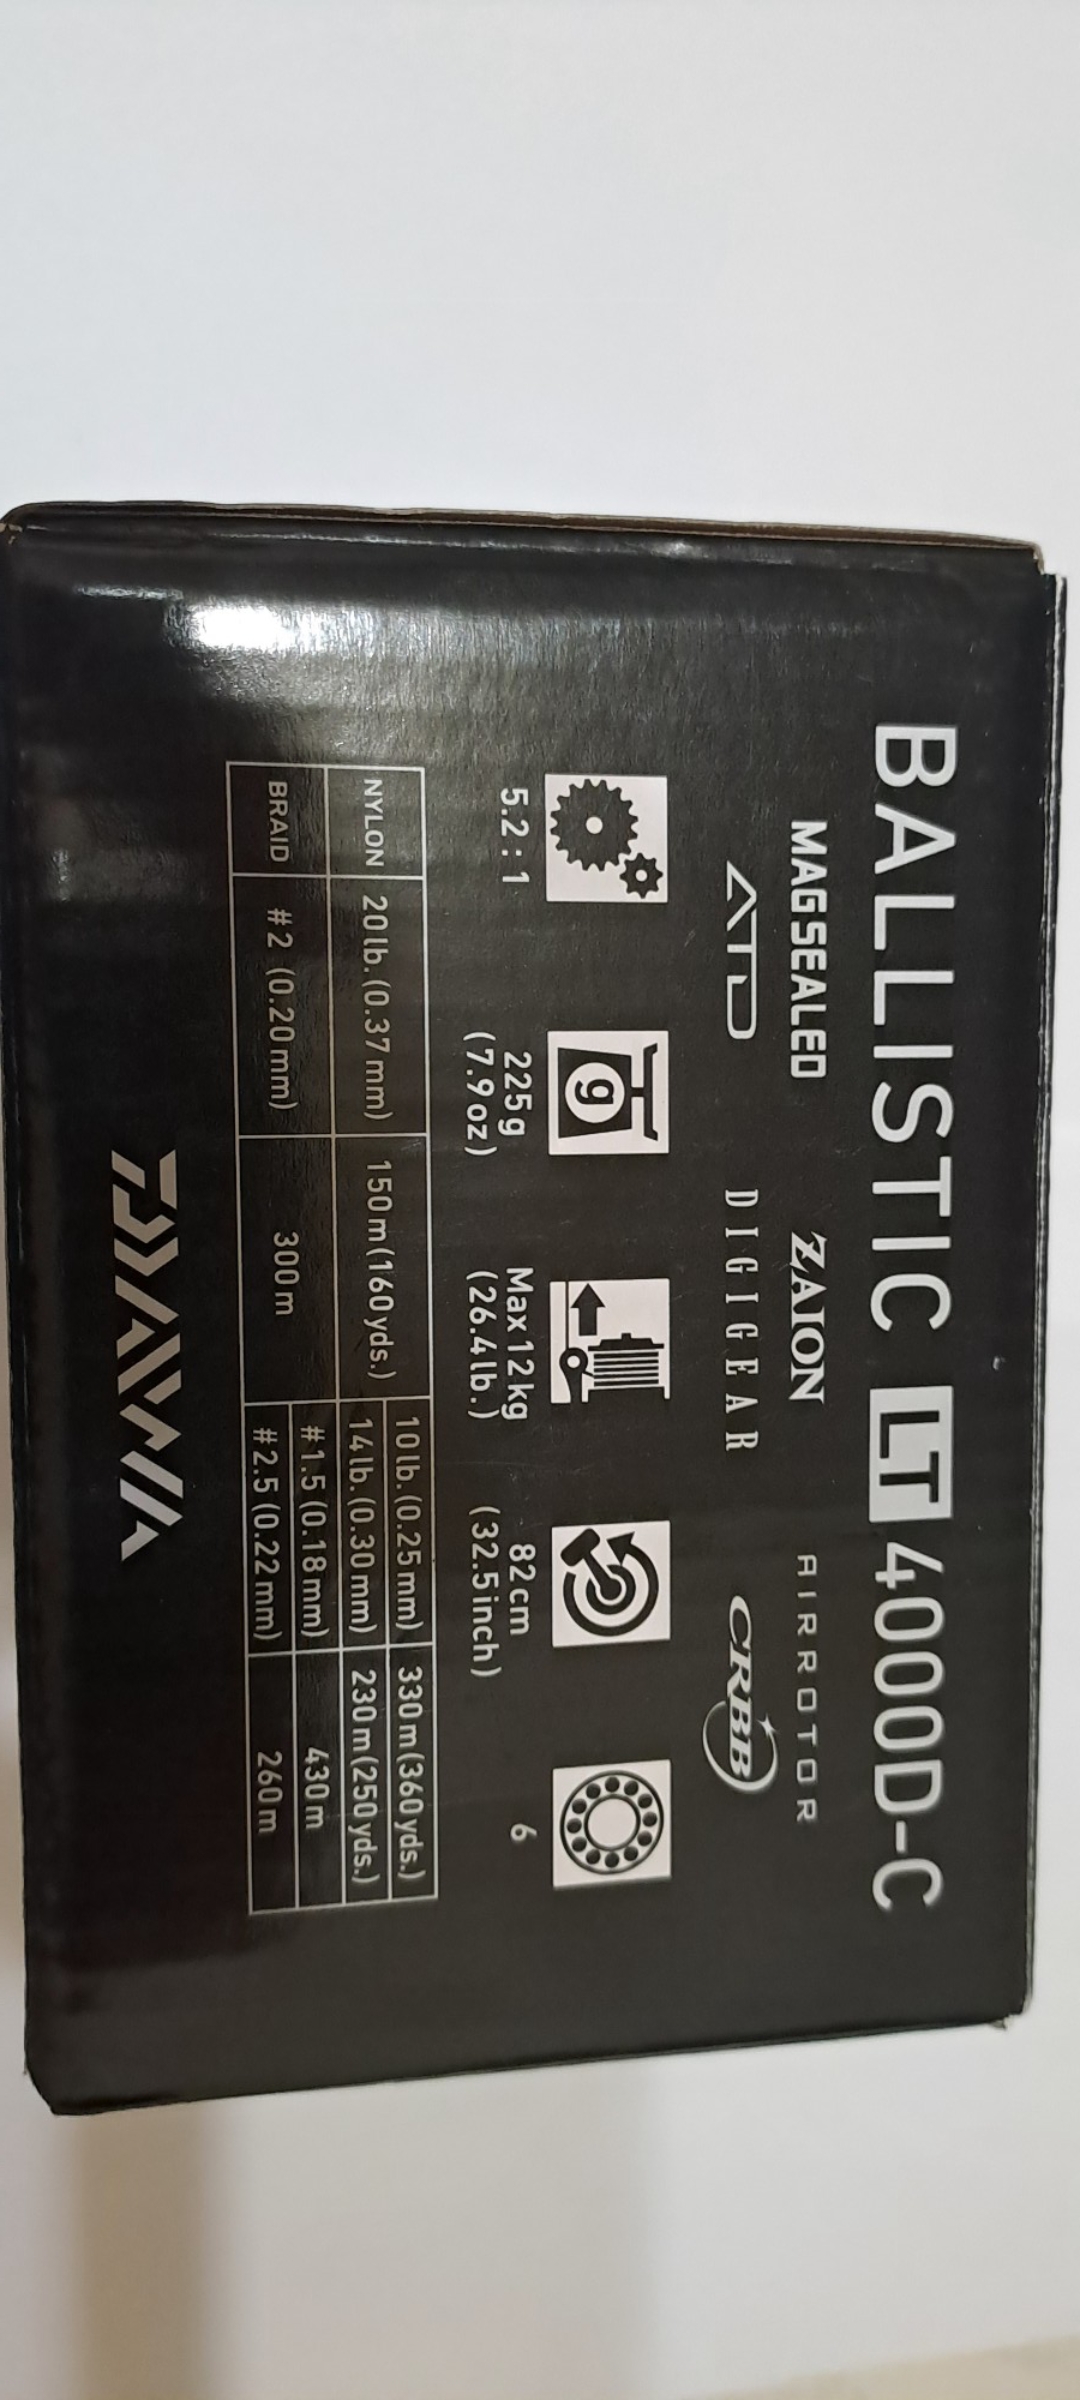 BALLISTIC LT 4000D-C
MAGSEALED ZAION AIRROTOR
ATD DIGIGEAR CRBB
g
5.2:1 225g Max12kg 82cm 6
(7.9oz) (26.4lb.) (32.5inch)
NYLON 20lb.(0.37mm) 150m(160yds.) 10lb.(0.25mm) 330m(360yds.)
14lb.(0.30mm) 230m(250yds.)
BRAID #2 (0.20mm) 300m #1.5(0.18mm) 430m
#2.5(0.22mm) 260m
DAIWA